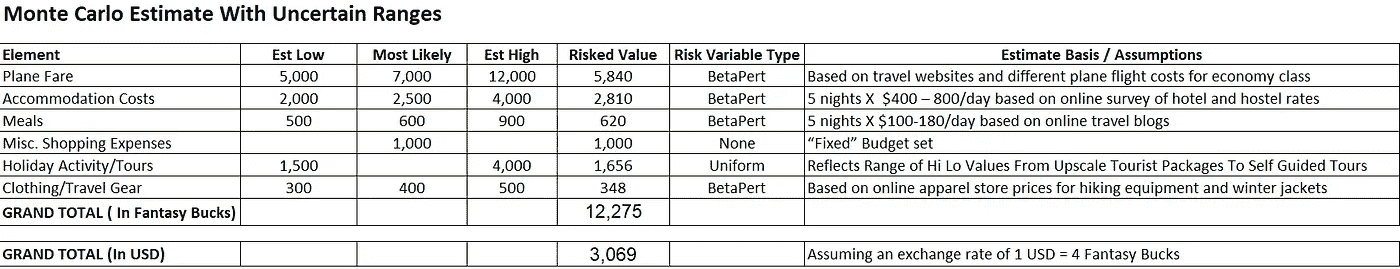 Monte Carlo Estimate With Uncertain Ranges
Element Est Low Most Likely Est High Risked Value Risk Variable Type Estimate Basis / Assumptions
Plane Fare 5,000 7,000 12,000 5,840 BetaPert Based on travel websites and different plane flight costs for economy class
Accommodation Costs 2,000 2,500 4,000 2,810 BetaPert 5 nights X $400 – 800/day based on online survey of hotel and hostel rates
Meals 500 600 900 620 BetaPert 5 nights X $100-180/day based on online travel blogs
Misc. Shopping Expenses 1,000 1,000 None “Fixed” Budget set
Holiday Activity/Tours 1,500 4,000 1,656 Uniform Reflects Range of Hi Lo Values From Upscale Tourist Packages To Self Guided Tours
Clothing/Travel Gear 300 400 500 348 BetaPert Based on online apparel store prices for hiking equipment and winter jackets
GRAND TOTAL ( In Fantasy Bucks) 12,275
GRAND TOTAL (In USD) 3,069 Assuming an exchange rate of 1 USD = 4 Fantasy Bucks